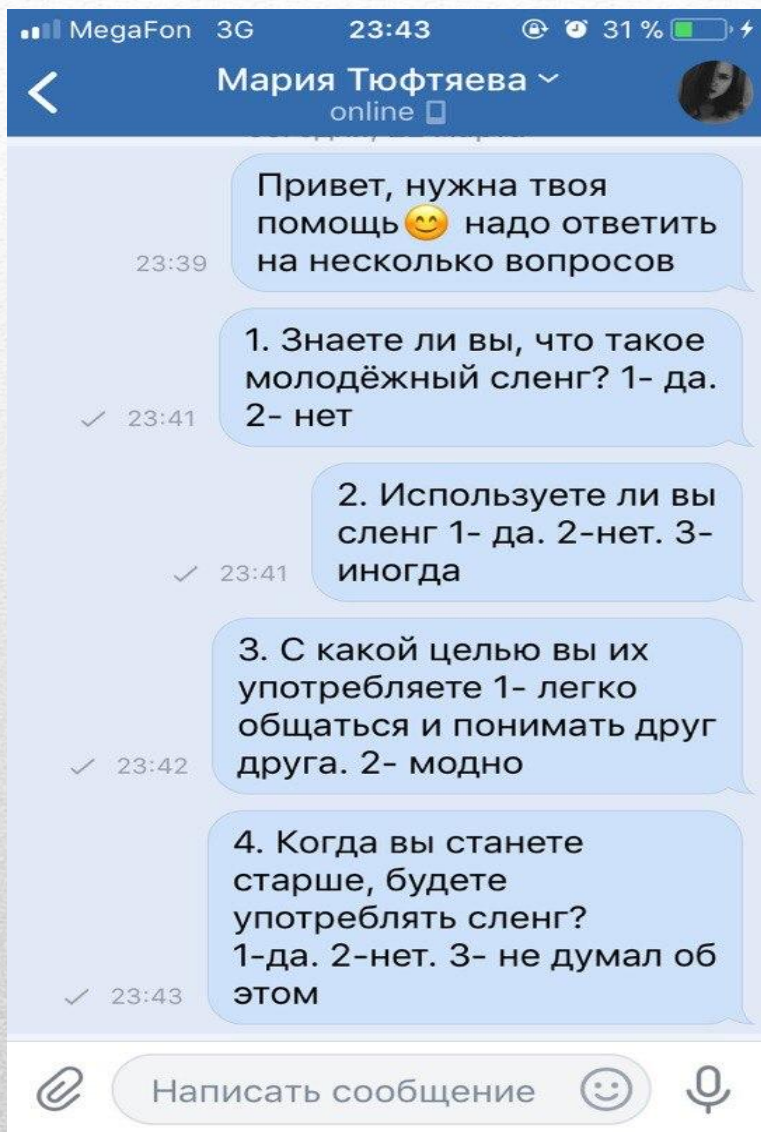 MegaFon 3G 23:43 31 %
Мария Тюфтяева
online
Привет, нужна твоя
помощь😊 надо ответить
на несколько вопросов
23:39
1. Знаете ли вы, что такое
молодёжный сленг? 1- да.
2- нет
23:41
2. Используете ли вы
сленг 1- да. 2-нет. 3-
иногда
23:41
3. С какой целью вы их
употребляете 1- легко
общаться и понимать друг
друга. 2- модно
23:42
4. Когда вы станете
старше, будете
употреблять сленг?
1-да. 2-нет. 3- не думал об
этом
23:43
Написать сообщение